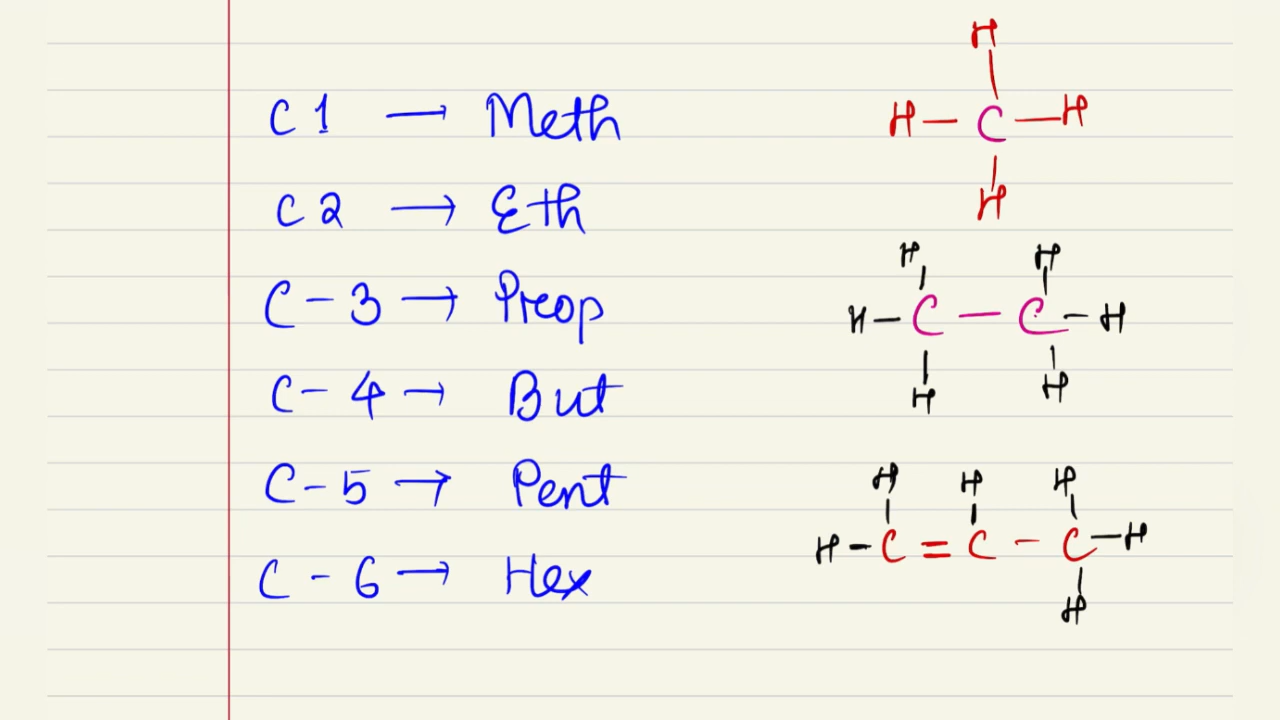 C 1 → Meth
C 2 → Eth
C - 3 → Prop
C - 4 → But
C - 5 → Pent
C - 6 → Hex
H
H - C - H
H
H H
H - C - C - H
H H
H H H
H - C = C - C - H
H